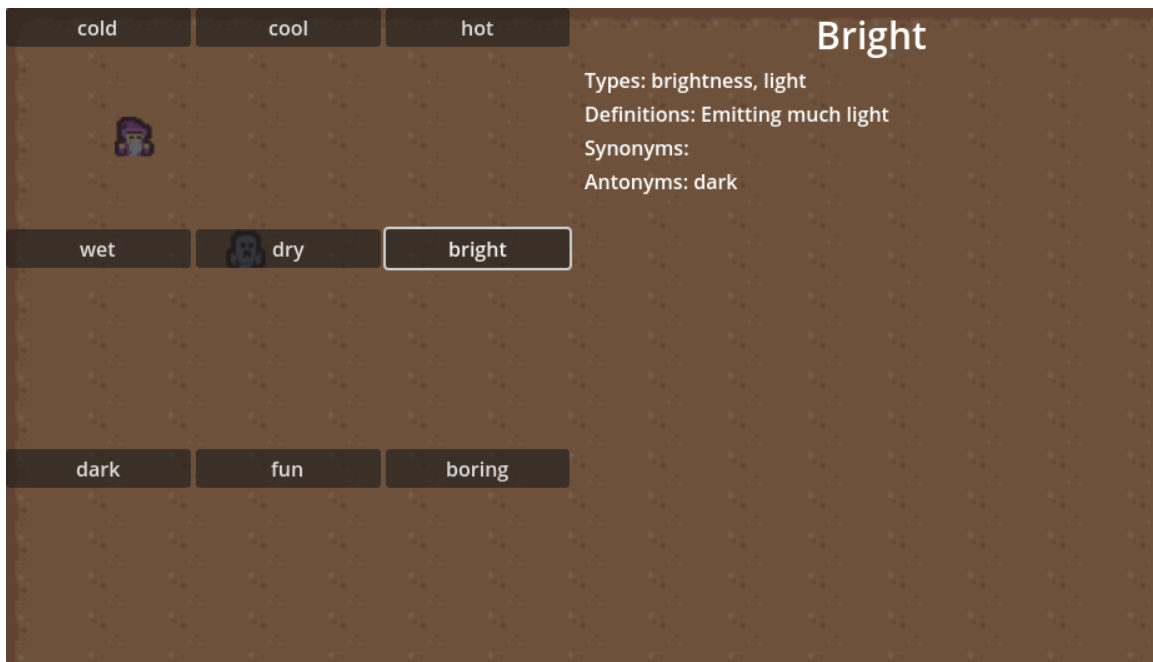 cold cool hot
Bright
Types: brightness, light
Definitions: Emitting much light
Synonyms:
Antonyms: dark
wet dry bright
dark fun boring